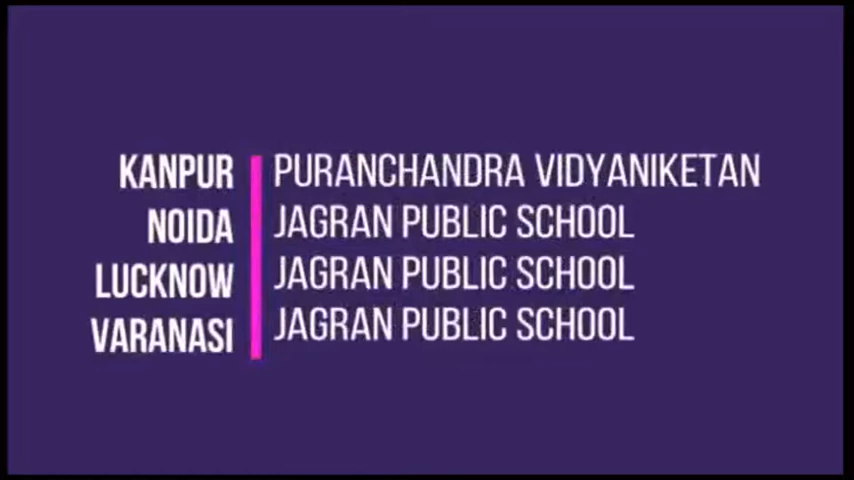 KANPUR PURANCHANDRA VIDYANIKETAN
NOIDA JAGRAN PUBLIC SCHOOL
LUCKNOW JAGRAN PUBLIC SCHOOL
VARANASI JAGRAN PUBLIC SCHOOL